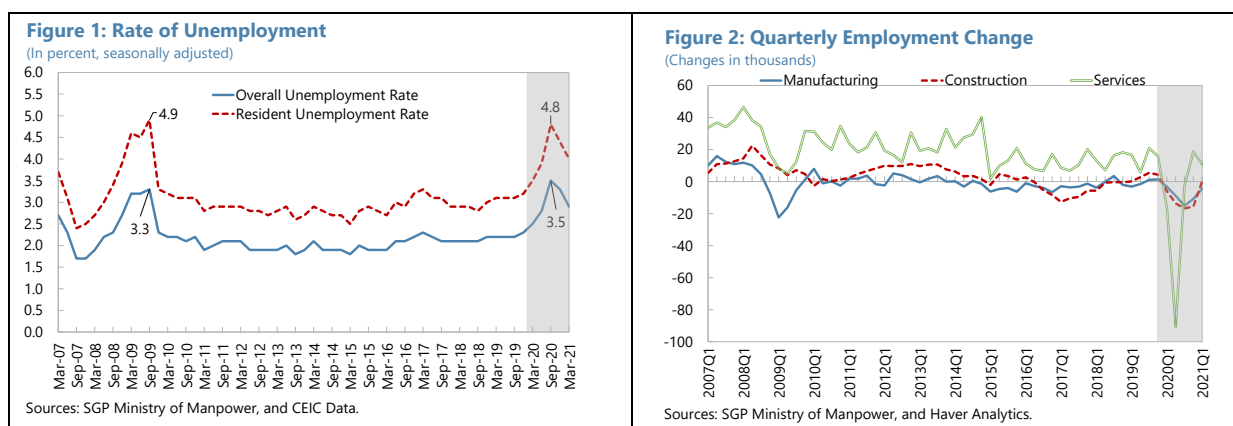 Figure 1: Rate of Unemployment
(In percent, seasonally adjusted)
6.0
5.5
5.0
4.5
4.0
3.5
3.0
2.5
2.0
1.5
1.0
0.5
0.0
Overall Unemployment Rate
Resident Unemployment Rate
4.9
3.3
4.8
3.5
Mar-07
Sep-07
Mar-08
Sep-08
Mar-09
Sep-09
Mar-10
Sep-10
Mar-11
Sep-11
Mar-12
Sep-12
Mar-13
Sep-13
Mar-14
Sep-14
Mar-15
Sep-15
Mar-16
Sep-16
Mar-17
Sep-17
Mar-18
Sep-18
Mar-19
Sep-19
Mar-20
Sep-20
Mar-21
Sources: SGP Ministry of Manpower, and CEIC Data.
Figure 2: Quarterly Employment Change
(Changes in thousands)
Manufacturing
Construction
Services
60
40
20
0
-20
-40
-60
-80
-100
2007Q1
2008Q1
2009Q1
2010Q1
2011Q1
2012Q1
2013Q1
2014Q1
2015Q1
2016Q1
2017Q1
2018Q1
2019Q1
2020Q1
2021Q1
Sources: SGP Ministry of Manpower, and Haver Analytics.